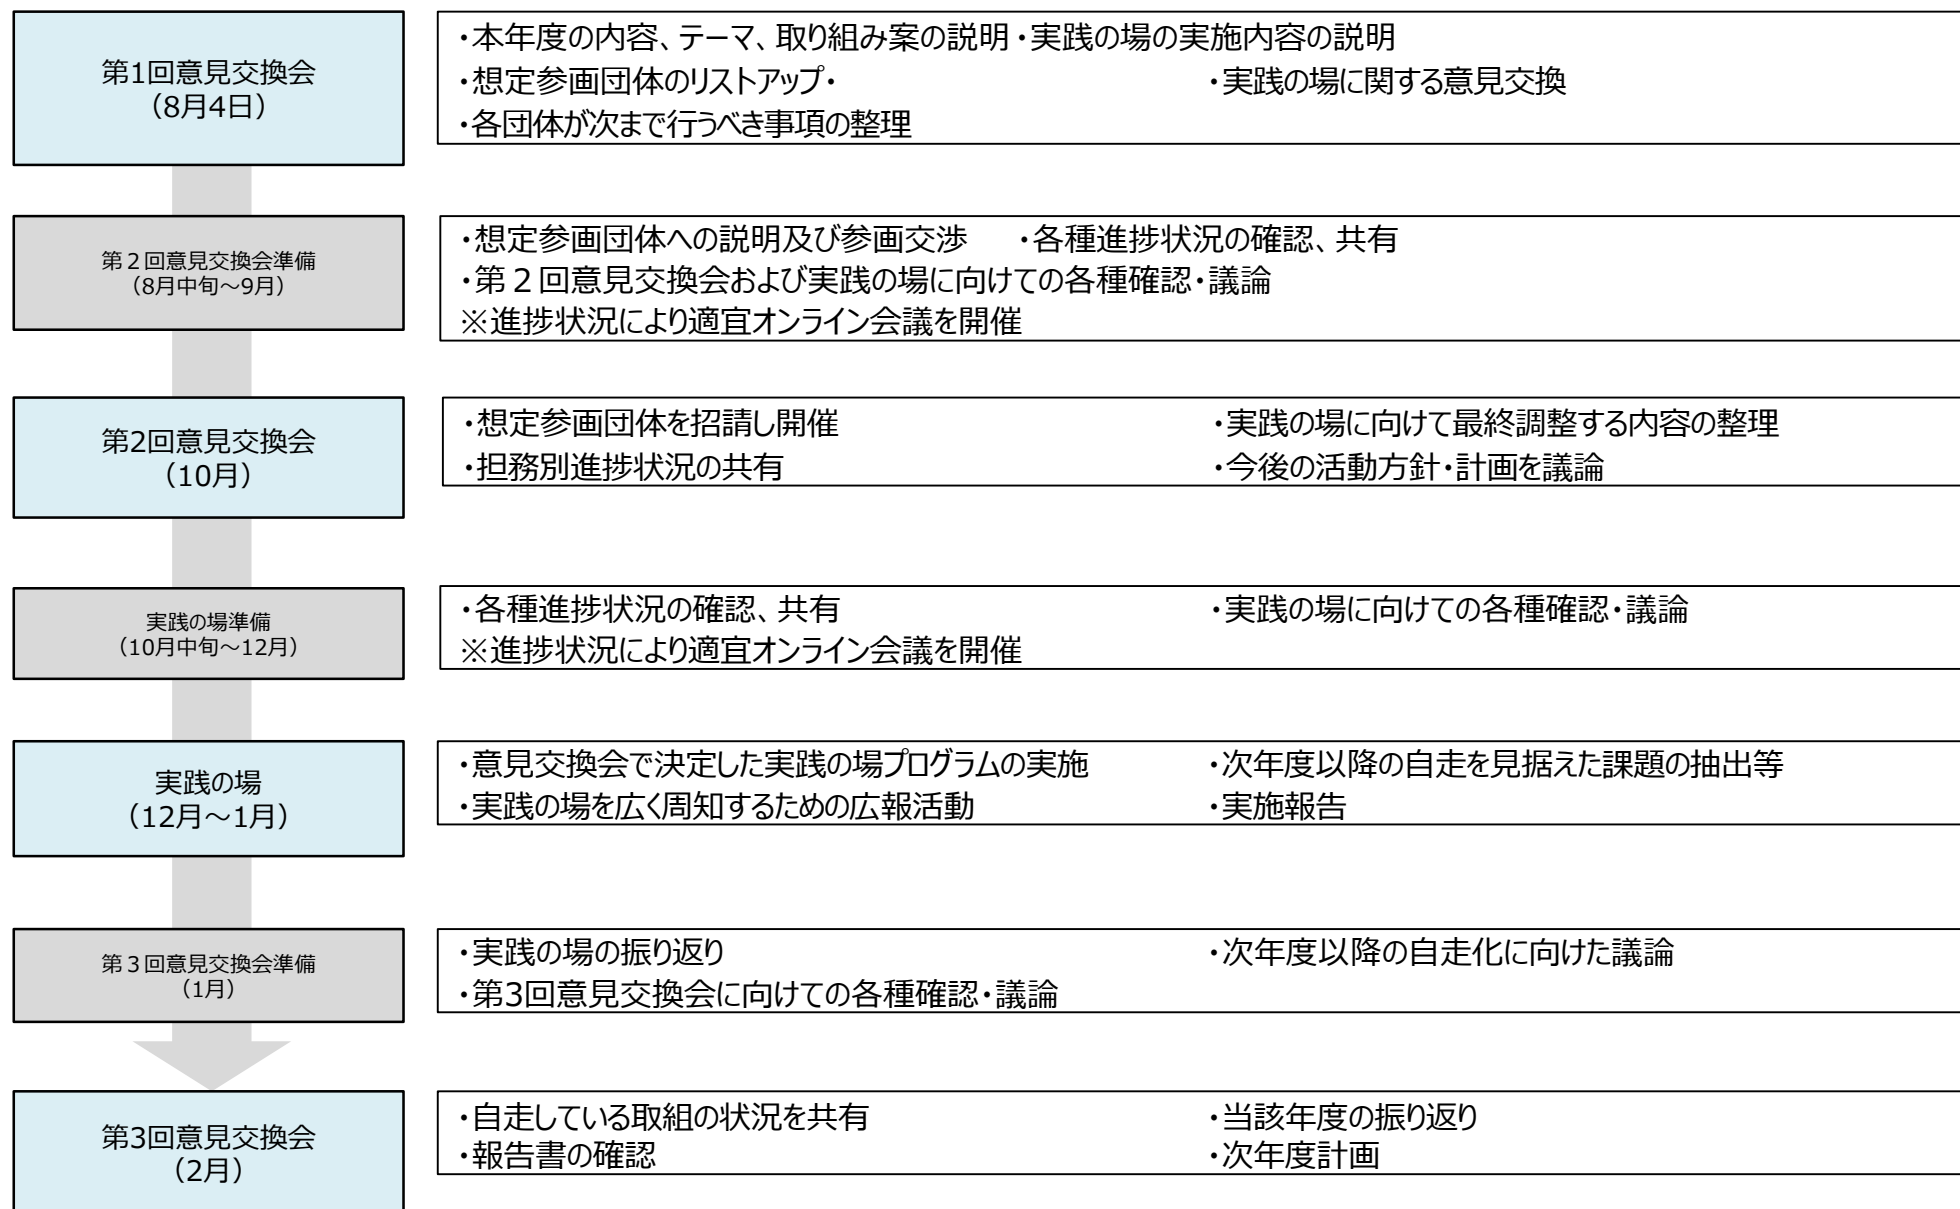 第1回意見交換会
（8月4日）
・本年度の内容、テーマ、取り組み案の説明・実践の場の実施内容の説明
・想定参画団体のリストアップ・　・実践の場に関する意見交換
・各団体が次まで行うべき事項の整理
第２回意見交換会準備
（8月中旬～9月）
・想定参画団体への説明及び参画交渉　・各種進捗状況の確認、共有
・第２回意見交換会および実践の場に向けての各種確認・議論
※進捗状況により適宜オンライン会議を開催
第2回意見交換会
（10月）
・想定参画団体を招請し開催　・実践の場に向けて最終調整する内容の整理
・担務別進捗状況の共有　・今後の活動方針・計画を議論
実践の場準備
（10月中旬～12月）
・各種進捗状況の確認、共有　・実践の場に向けての各種確認・議論
※進捗状況により適宜オンライン会議を開催
実践の場
（12月～1月）
・意見交換会で決定した実践の場プログラムの実施　・次年度以降の自走を見据えた課題の抽出等
・実践の場を広く周知するための広報活動　・実施報告
第３回意見交換会準備
（1月）
・実践の場の振り返り　・次年度以降の自走化に向けた議論
・第3回意見交換会に向けての各種確認・議論
第3回意見交換会
（2月）
・自走している取組の状況を共有　・当該年度の振り返り
・報告書の確認　・次年度計画